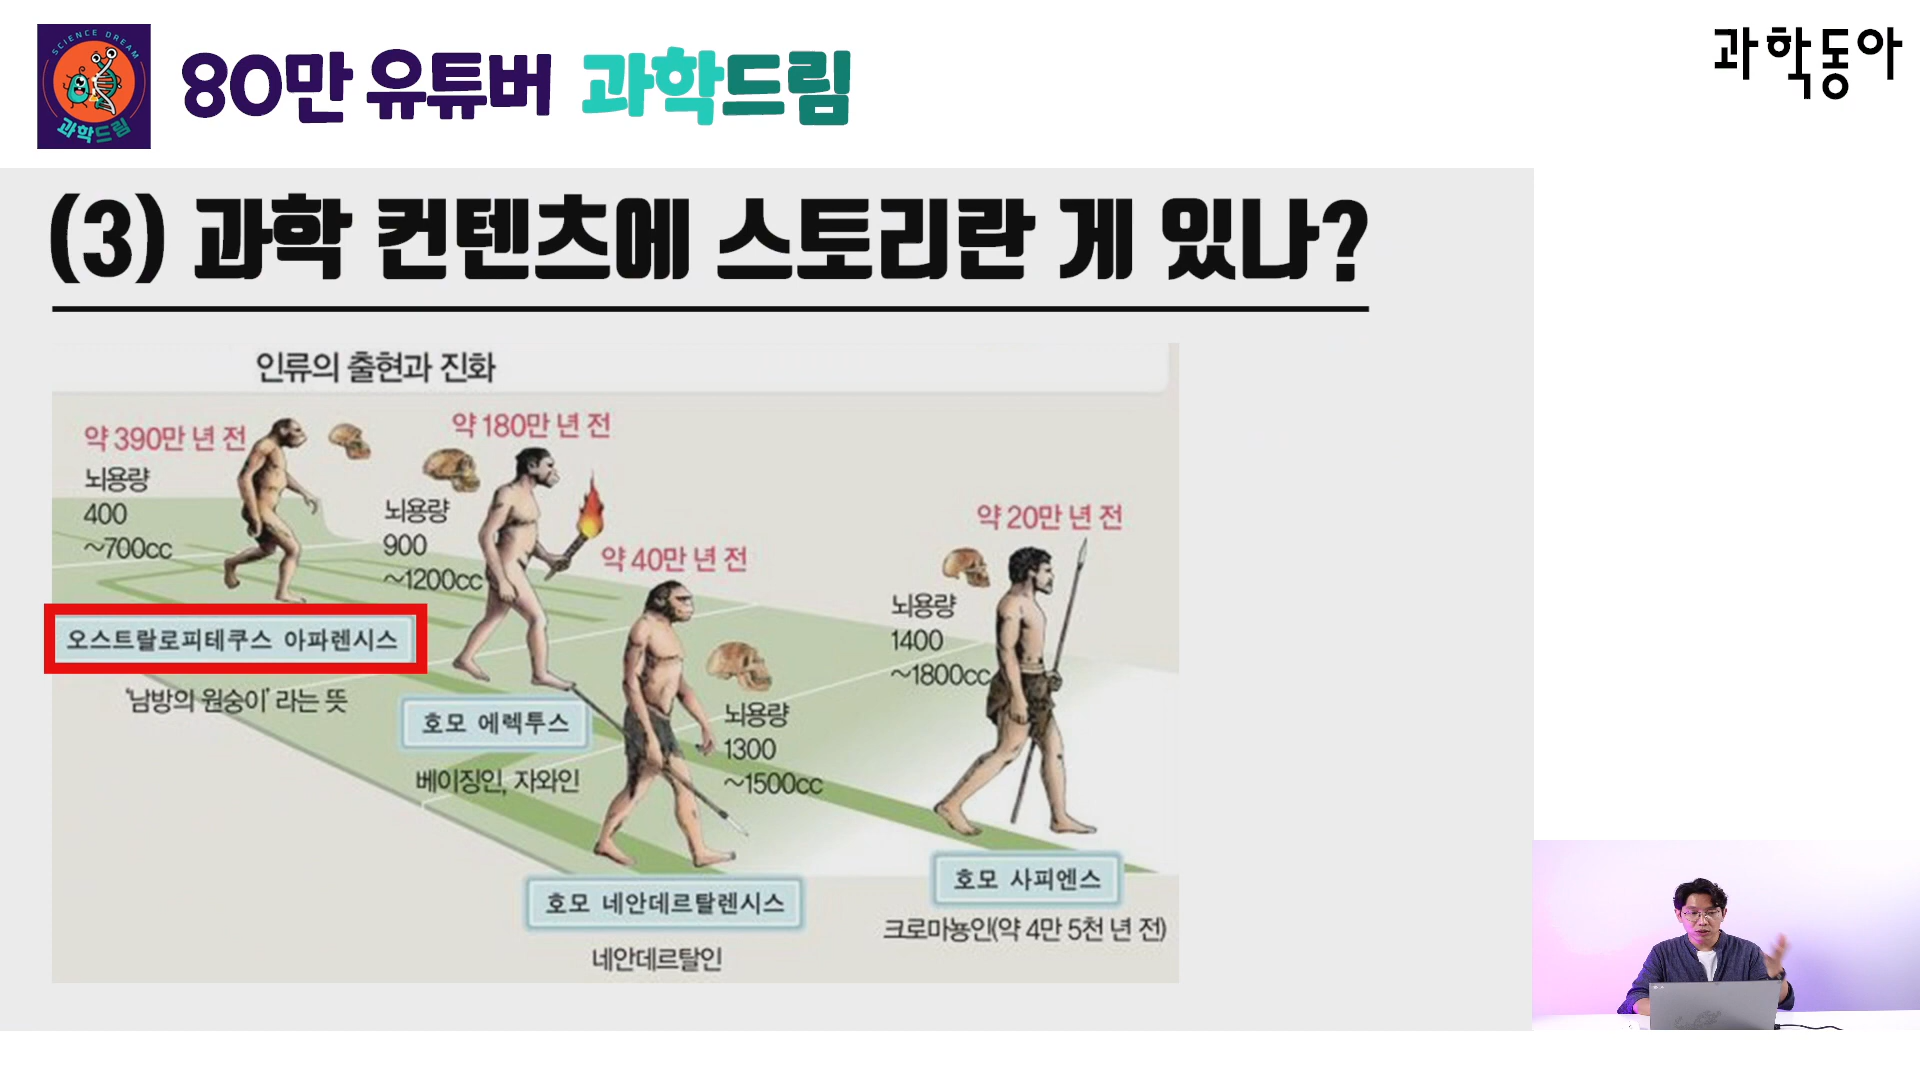 SCIENCE DREAM
과학드림
80만 유튜버 과학드림
과학동아
(3) 과학 컨텐츠에 스토리란 게 있나?
인류의 출현과 진화
약 390만 년 전
뇌용량
400
~700cc
오스트랄로피테쿠스 아파렌시스
'남방의 원숭이' 라는 뜻
약 180만 년 전
뇌용량
900
~1200cc
호모 에렉투스
베이징인, 자와인
약 40만 년 전
뇌용량
1300
~1500cc
호모 네안데르탈렌시스
네안데르탈인
약 20만 년 전
뇌용량
1400
~1800cc
호모 사피엔스
크로마뇽인(약 4만 5천 년 전)